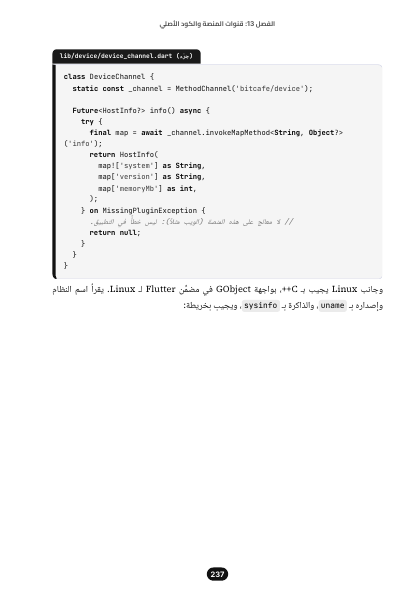 الفصل 13: قنوات المنصة والكود الأصلي
lib/device/device_channel.dart (جزء)
class DeviceChannel {
  static const _channel = MethodChannel('bitcafe/device');

  Future<HostInfo?> info() async {
    try {
      final map = await _channel.invokeMapMethod<String, Object?>
('info');
      return HostInfo(
        map!['system'] as String,
        map['version'] as String,
        map['memoryMb'] as int,
      );
    } on MissingPluginException {
      // لا معالج على هذه المنصة (الويب مثلاً): ليس خطأ في التطبيق.
      return null;
    }
  }
}
وجانب Linux يجيب بـ C++، بواجهة GObject في مضمِّن Flutter لـ Linux. يقرأ اسم النظام
وإصداره بـ uname، والذاكرة بـ sysinfo، ويجيب بخريطة:
237